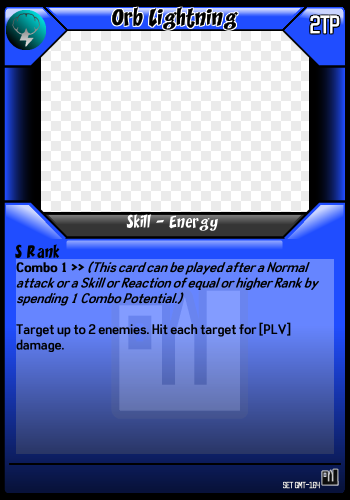 Orb Lightning
2TP
Skill - Energy
S Rank
Combo 1 >> (This card can be played after a Normal
attack or a Skill or Reaction of equal or higher Rank by
spending 1 Combo Potential.)
Target up to 2 enemies. Hit each target for [PLV]
damage.
SET GMT-184